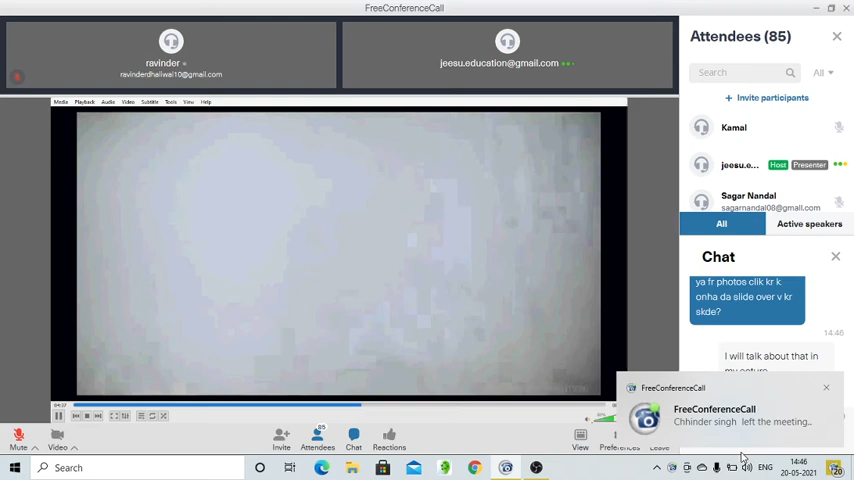 FreeConferenceCall
ravinder
ravinderdhaliwal10@gmail.com
jeesu.education@gmail.com
Attendees (85)
Search
All
+ Invite participants
Kamal
jeesu.e... Host Presenter
Sagar Nandal
sagarnandal08@gmail.com
All Active speakers
Media Playback Audio Video Subtitle Tools View Help
Chat
ya fr photos clik kr k
onha da slide over v kr
skde?
14:46
I will talk about that in
FreeConferenceCall
FreeConferenceCall
Chhinder singh left the meeting...
04:37
85
Mute Video Invite Attendees Chat Reactions View Preferences Leave
Search
ENG
14:46
20-05-2021
20